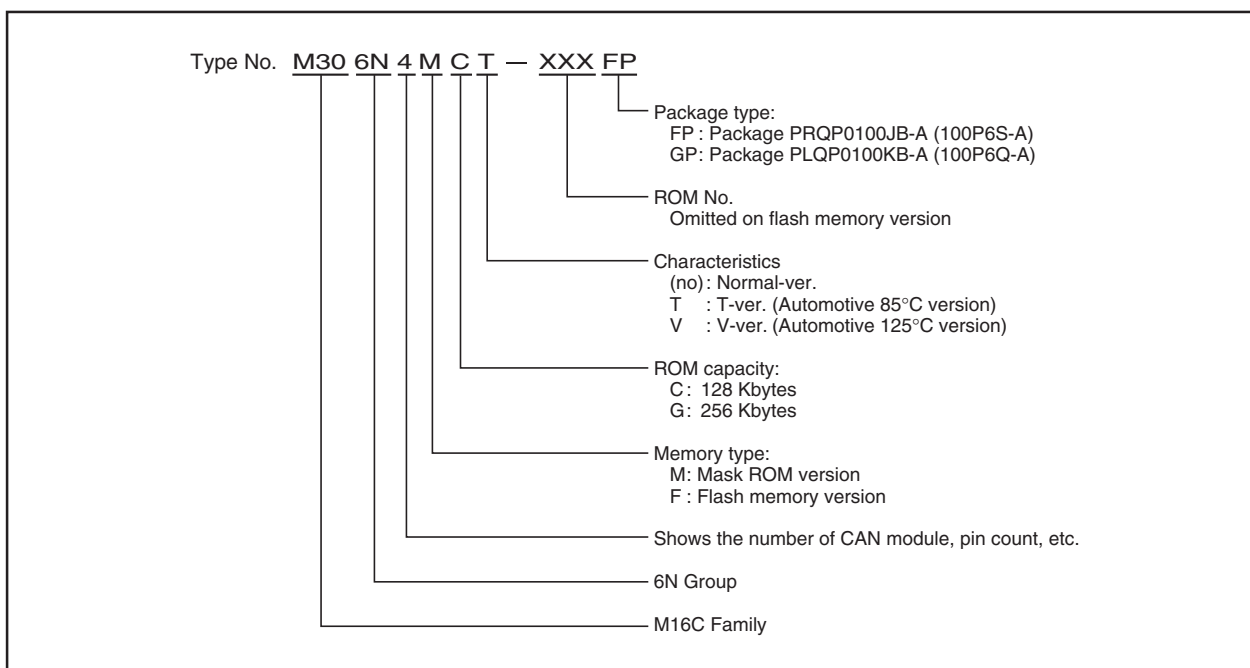 Type No. M30 6N 4 M C T — XXX FP
Package type:
FP : Package PRQP0100JB-A (100P6S-A)
GP: Package PLQP0100KB-A (100P6Q-A)
ROM No.
Omitted on flash memory version
Characteristics
(no) : Normal-ver.
T : T-ver. (Automotive 85°C version)
V : V-ver. (Automotive 125°C version)
ROM capacity:
C: 128 Kbytes
G: 256 Kbytes
Memory type:
M: Mask ROM version
F : Flash memory version
Shows the number of CAN module, pin count, etc.
6N Group
M16C Family